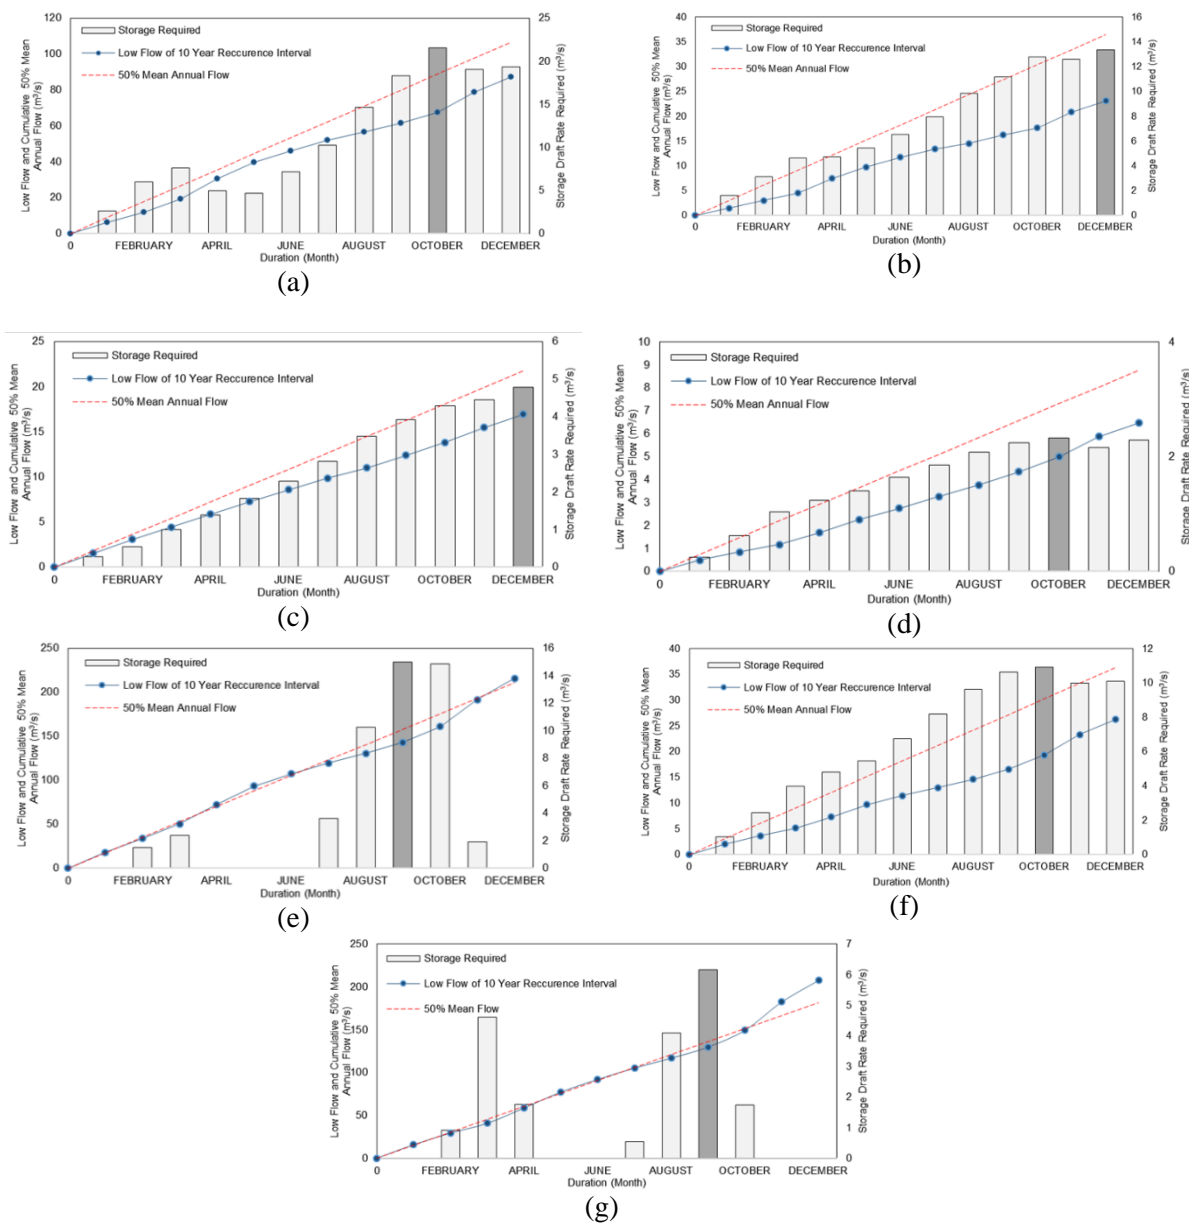 120
100
80
60
40
20
0
25
20
15
10
5
0
Storage Required
Low Flow of 10 Year Reccurence Interval
50% Mean Annual Flow
Low Flow and Cumulative 50% Mean
Annual Flow (m³/s)
Storage Draft Rate Required (m³/s)
0 FEBRUARY APRIL JUNE AUGUST OCTOBER DECEMBER
Duration (Month)
(a)
40
35
30
25
20
15
10
5
0
16
14
12
10
8
6
4
2
0
Storage Required
Low Flow of 10 Year Reccurence Interval
50% Mean Annual Flow
Low Flow and Cumulative 50% Mean
Annual Flow (m³/s)
Storage Draft Rate Required (m³/s)
0 FEBRUARY APRIL JUNE AUGUST OCTOBER DECEMBER
Duration (Month)
(b)
25
20
15
10
5
0
6
5
4
3
2
1
0
Storage Required
Low Flow of 10 Year Reccurence Interval
50% Mean Annual Flow
Low Flow and Cumulative 50% Mean
Annual Flow (m³/s)
Storage Draft Rate Required (m³/s)
0 FEBRUARY APRIL JUNE AUGUST OCTOBER DECEMBER
Duration (Month)
(c)
10
9
8
7
6
5
4
3
2
1
0
4
2
0
Storage Required
Low Flow of 10 Year Reccurence Interval
50% Mean Annual Flow
Low Flow and Cumulative 50% Mean
Annual Flow (m³/s)
Storage Draft Rate Required (m³/s)
0 FEBRUARY APRIL JUNE AUGUST OCTOBER DECEMBER
Duration (Month)
(d)
250
200
150
100
50
0
16
14
12
10
8
6
4
2
0
Storage Required
Low Flow of 10 Year Reccurence Interval
50% Mean Annual Flow
Low Flow and Cumulative 50% Mean
Annual Flow (m³/s)
Storage Draft Rate Required (m³/s)
0 FEBRUARY APRIL JUNE AUGUST OCTOBER DECEMBER
Duration (Month)
(e)
40
35
30
25
20
15
10
5
0
12
10
8
6
4
2
0
Storage Required
Low Flow of 10 Year Reccurence Interval
50% Mean Annual Flow
Low Flow and Cumulative 50% Mean
Annual Flow (m³/s)
Storage Draft Rate Required (m³/s)
0 FEBRUARY APRIL JUNE AUGUST OCTOBER DECEMBER
Duration (Month)
(f)
250
200
150
100
50
0
7
6
5
4
3
2
1
0
Storage Required
Low Flow of 10 Year Reccurence Interval
50% Mean Flow
Low Flow and Cumulative 50% Mean
Annual Flow (m³/s)
Storage Draft Rate Required (m³/s)
0 FEBRUARY APRIL JUNE AUGUST OCTOBER DECEMBER
Duration (Month)
(g)